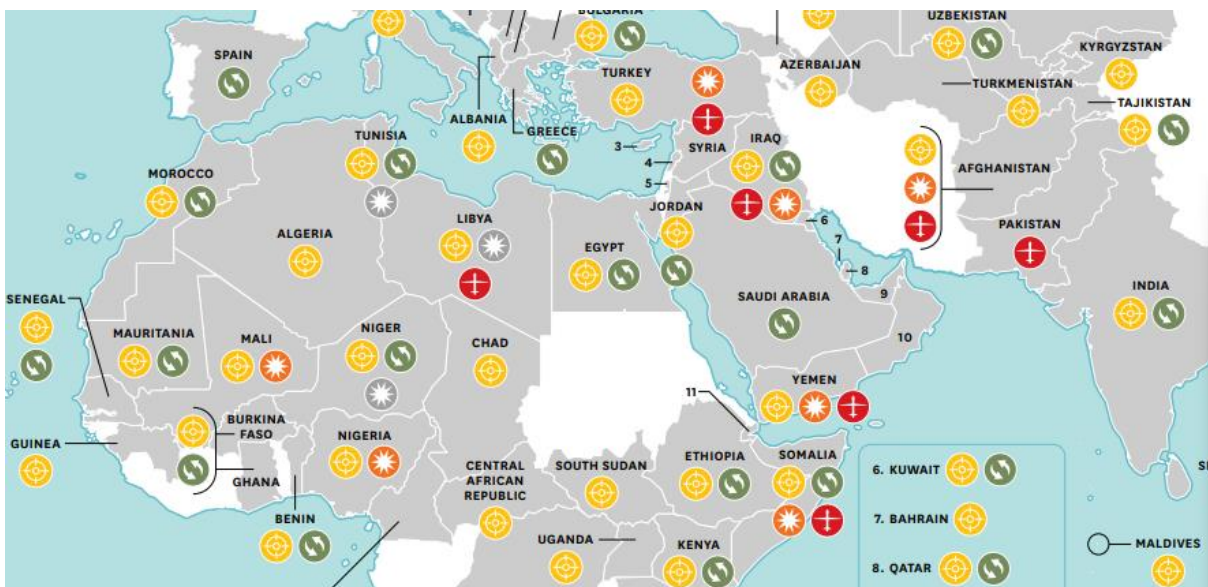 BULGARIA
UZBEKISTAN
SPAIN
KYRGYZSTAN
TURKEY
AZERBAIJAN
TURKMENISTAN
TAJIKISTAN
ALBANIA
TUNISIA
GREECE
3
SYRIA
IRAQ
4
AFGHANISTAN
MOROCCO
5
JORDAN
LIBYA
6
PAKISTAN
ALGERIA
7
EGYPT
8
INDIA
SENEGAL
SAUDI ARABIA
9
MAURITANIA
MALI
NIGER
CHAD
10
YEMEN
11
BURKINA
FASO
GUINEA
NIGERIA
CENTRAL
AFRICAN
REPUBLIC
SOUTH SUDAN
ETHIOPIA
SOMALIA
6. KUWAIT
GHANA
BENIN
7. BAHRAIN
UGANDA
KENYA
MALDIVES
8. QATAR